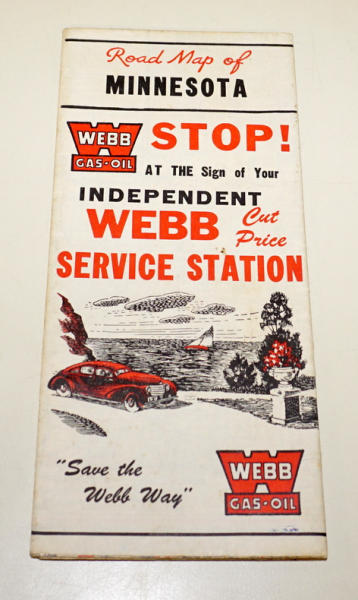 Road Map of
MINNESOTA
WEBB
GAS-OIL
STOP!
AT THE Sign of Your
INDEPENDENT
WEBB Cut
Price
SERVICE STATION
"Save the
Webb Way"
WEBB
GAS-OIL